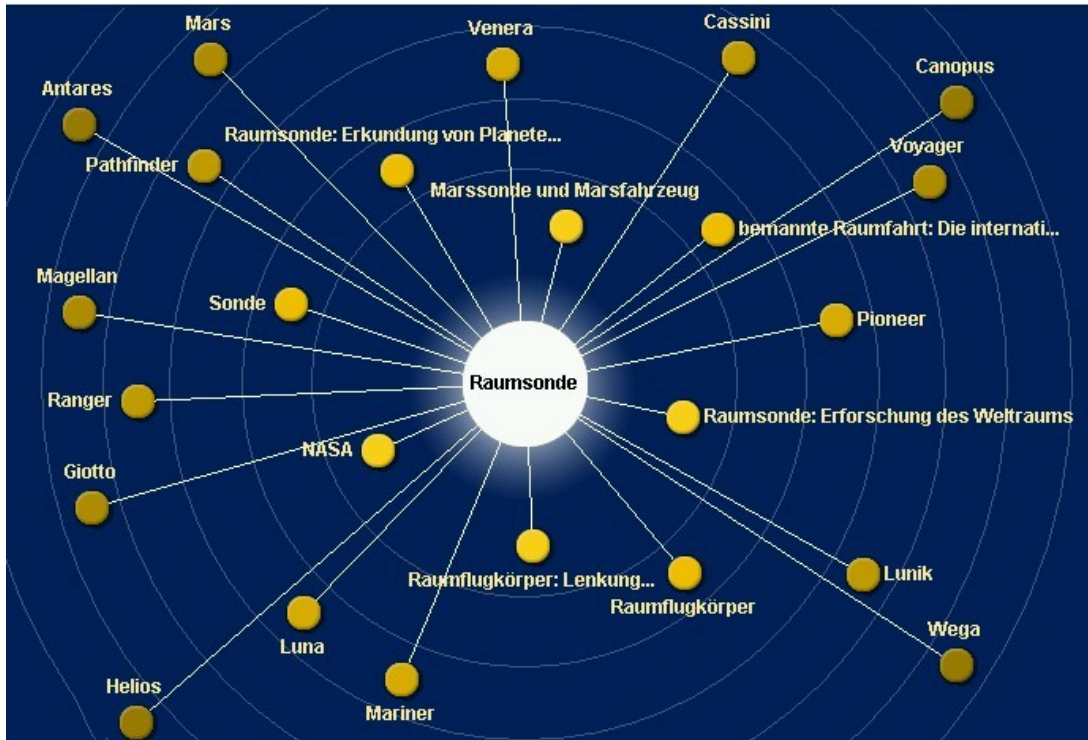 Mars
Venera
Cassini
Canopus
Antares
Raumsonde: Erkundung von Planete...
Voyager
Pathfinder
Marssonde und Marsfahrzeug
bemannte Raumfahrt: Die internati...
Magellan
Sonde
Pioneer
Raumsonde
Ranger
Raumsonde: Erforschung des Weltraums
NASA
Giotto
Raumflugkörper: Lenkung...
Lunik
Raumflugkörper
Wega
Luna
Helios
Mariner